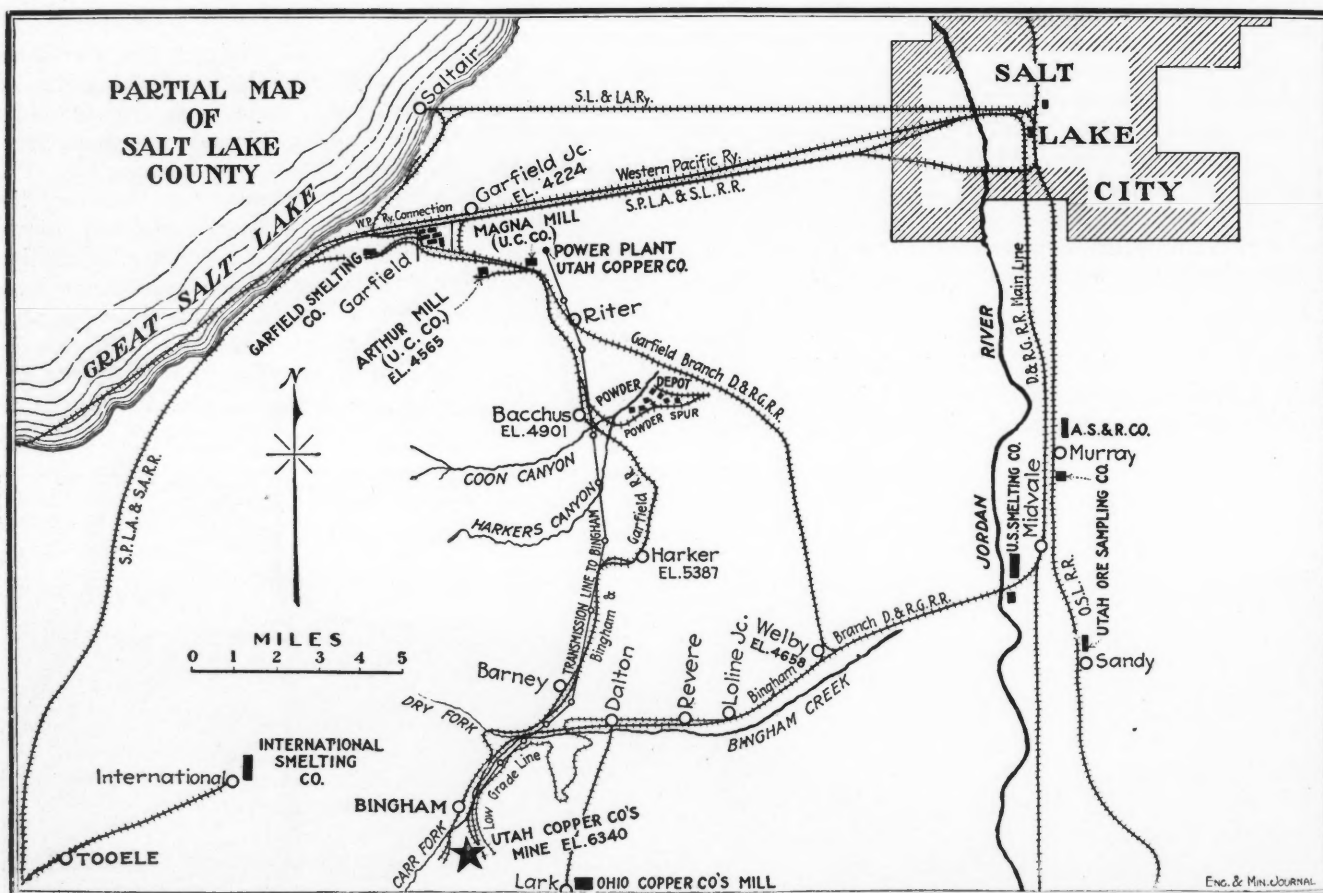 PARTIAL MAP
OF
SALT LAKE
COUNTY
Saltair
S.L. & L.A. Ry.
SALT
LAKE
CITY
GREAT SALT LAKE
Garfield Jc.
EL. 4224
Western Pacific Ry.
S.P.L.A. & S.L. R.R.
W.P. Ry. Connection
MAGNA MILL
(U.C. CO.)
POWER PLANT
UTAH COPPER CO.
GARFIELD SMELTING
CO.
Garfield
ARTHUR MILL
(U.C. CO.)
EL. 4565
Riter
Garfield Branch D.& R.G.R.R.
RIVER
JORDAN
D.& R.G. R.R. Main Line
N
POWDER DEPOT
POWDER SPUR
Bacchus
EL. 4901
COON CANYON
HARKERS CANYON
Garfield RR.
Harker
EL. 5387
TRANSMISSION LINE TO BINGHAM
Bingham &
S.P.L.A. & S.A.R.R.
A.S.& R. CO.
Murray
U.S. SMELTING CO.
Midvale
UTAH ORE SAMPLING CO.
O.S.L. R.R.
Sandy
MILES
0 1 2 3 4 5
Barney
Dalton
Revere
Loline Jc.
Welby
EL. 4658
Bingham Branch D.& R.G.R.R.
BINGHAM CREEK
DRY FORK
INTERNATIONAL
SMELTING
CO.
International
BINGHAM
Low Grade Line
UTAH COPPER CO'S
MINE EL. 6340
TOOELE
CARR FORK
Lark
OHIO COPPER CO'S MILL
ENG. & MIN. JOURNAL